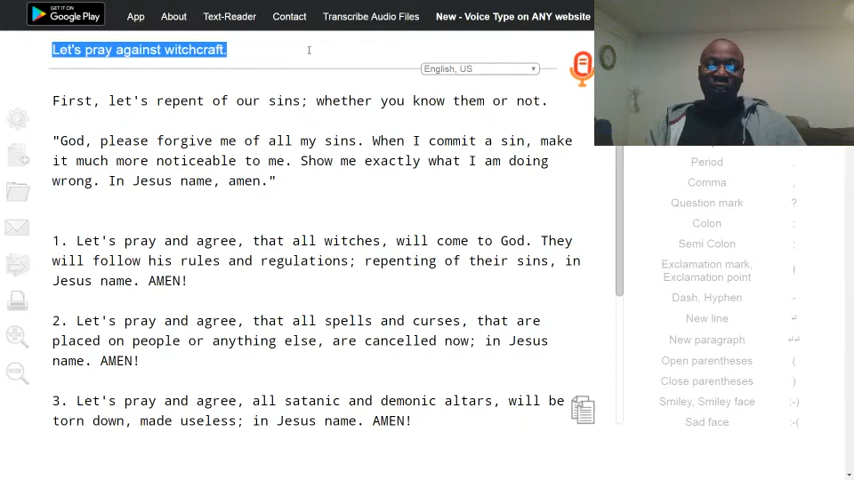 GET IT ON
Google Play
App
About
Text-Reader
Contact
Transcribe Audio Files
New - Voice Type on ANY website
Let's pray against witchcraft.
English, US
First, let's repent of our sins; whether you know them or not.
"God, please forgive me of all my sins. When I commit a sin, make
it much more noticeable to me. Show me exactly what I am doing
wrong. In Jesus name, amen."
1. Let's pray and agree, that all witches, will come to God. They
will follow his rules and regulations; repenting of their sins, in
Jesus name. AMEN!
2. Let's pray and agree, that all spells and curses, that are
placed on people or anything else, are cancelled now; in Jesus
name. AMEN!
3. Let's pray and agree, all satanic and demonic altars, will be
torn down, made useless; in Jesus name. AMEN!
Period .
Comma ,
Question mark ?
Colon :
Semi Colon ;
Exclamation mark, !
Exclamation point
Dash, Hyphen -
New line ↵
New paragraph ↵↵
Open parentheses (
Close parentheses )
Smiley, Smiley face :-)
Sad face :-(